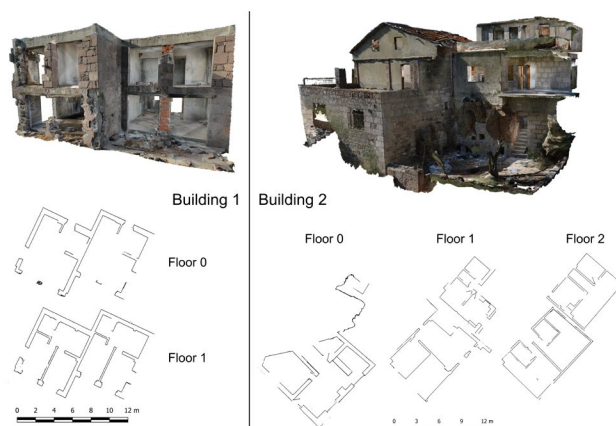 Building 1
Building 2
Floor 0
Floor 1
0 2 4 6 8 10 12 m
Floor 0
Floor 1
Floor 2
0 3 6 9 12 m